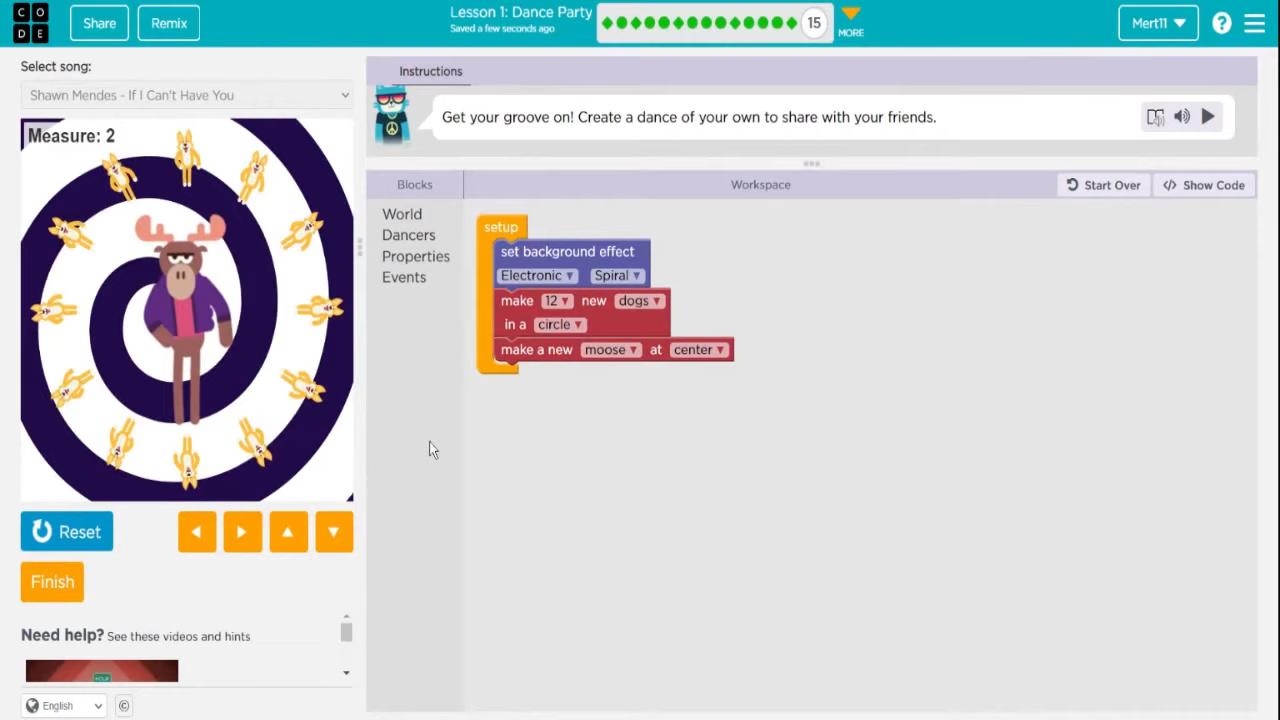 C O
D E
Share
Remix
Lesson 1: Dance Party
Saved a few seconds ago
15
MORE
Mert11
?
Select song:
Shawn Mendes - If I Can't Have You
Measure: 2
Reset
Finish
Need help? See these videos and hints
English
©
Instructions
Get your groove on! Create a dance of your own to share with your friends.
Blocks
Workspace
Start Over
</> Show Code
World
Dancers
Properties
Events
setup
set background effect
Electronic Spiral
make 12 new dogs
in a circle
make a new moose at center